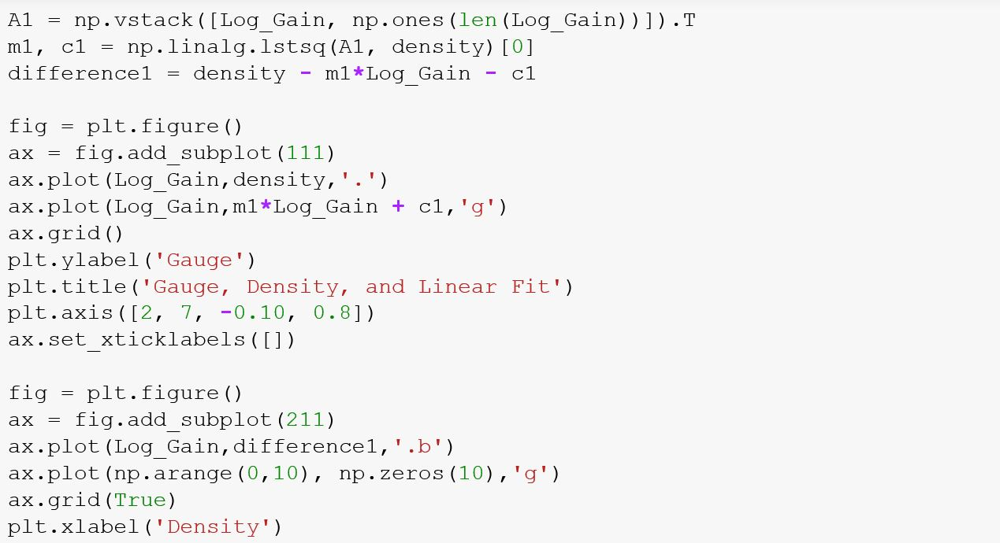 A1 = np.vstack([Log_Gain, np.ones(len(Log_Gain))]).T
m1, c1 = np.linalg.lstsq(A1, density)[0]
difference1 = density - m1*Log_Gain - c1

fig = plt.figure()
ax = fig.add_subplot(111)
ax.plot(Log_Gain,density,'.')
ax.plot(Log_Gain,m1*Log_Gain + c1,'g')
ax.grid()
plt.ylabel('Gauge')
plt.title('Gauge, Density, and Linear Fit')
plt.axis([2, 7, -0.10, 0.8])
ax.set_xticklabels([])

fig = plt.figure()
ax = fig.add_subplot(211)
ax.plot(Log_Gain,difference1,'.b')
ax.plot(np.arange(0,10), np.zeros(10),'g')
ax.grid(True)
plt.xlabel('Density')